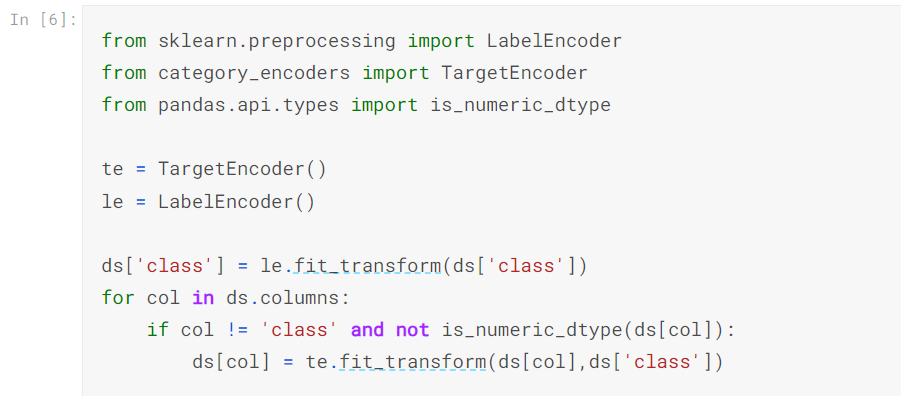 In [6]:
from sklearn.preprocessing import LabelEncoder
from category_encoders import TargetEncoder
from pandas.api.types import is_numeric_dtype
te = TargetEncoder()
le = LabelEncoder()
ds['class'] = le.fit_transform(ds['class'])
for col in ds.columns:
    if col != 'class' and not is_numeric_dtype(ds[col]):
        ds[col] = te.fit_transform(ds[col],ds['class'])